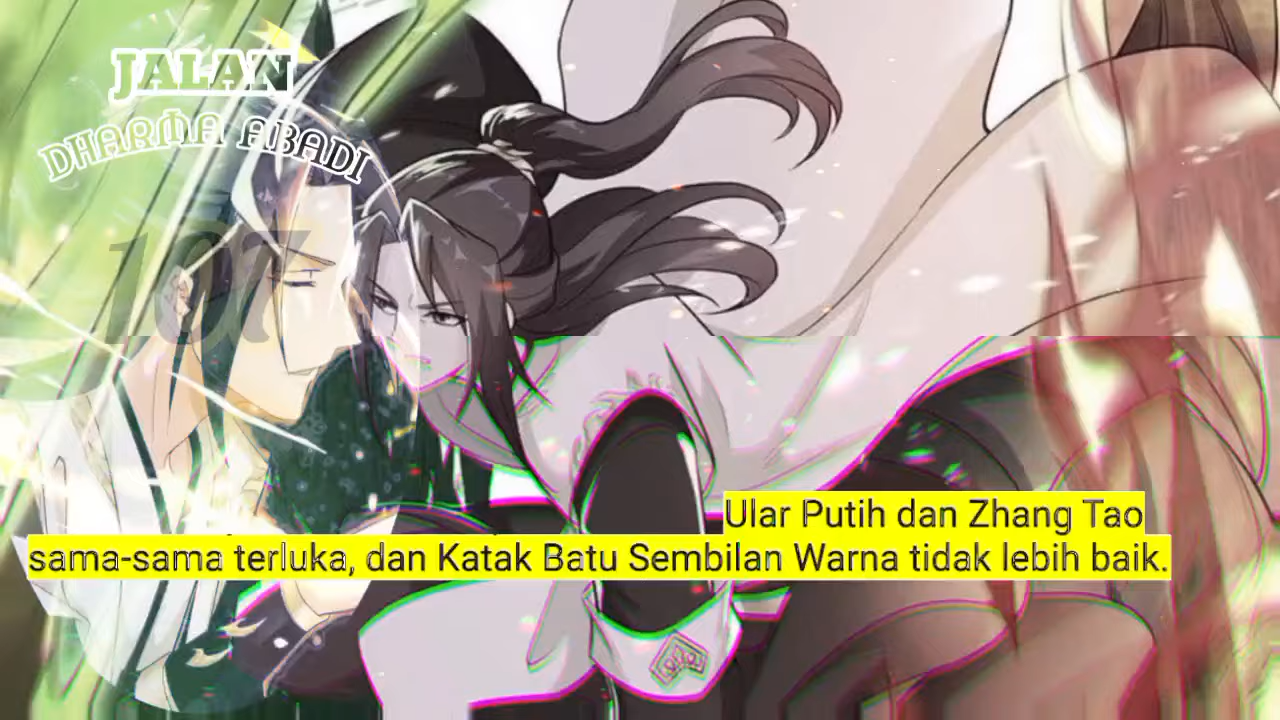 JALAN
DHARMA ABADI
107
Ular Putih dan Zhang Tao
sama-sama terluka, dan Katak Batu Sembilan Warna tidak lebih baik.